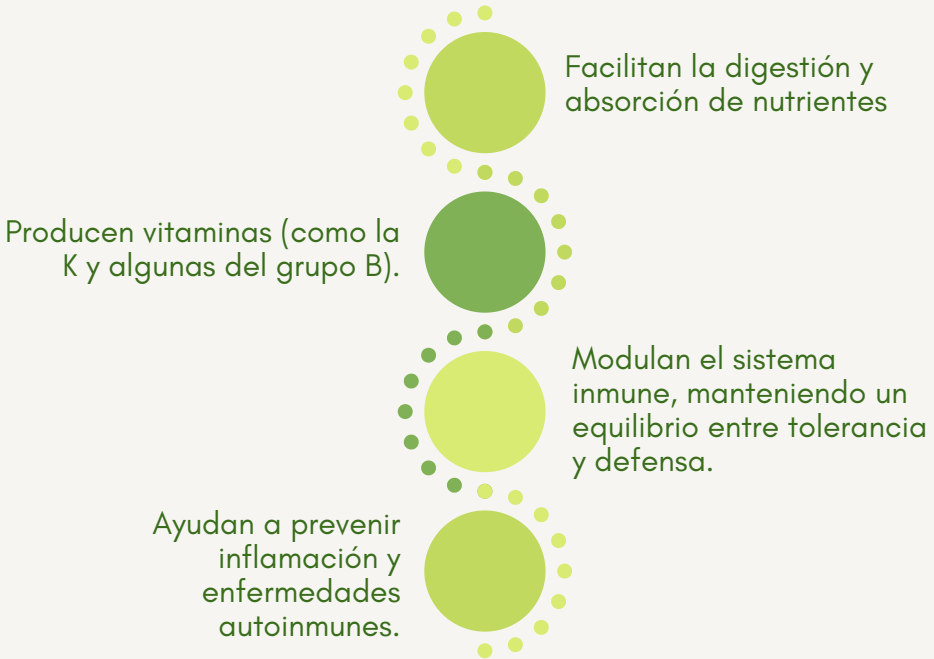 Facilitan la digestión y
absorción de nutrientes
Producen vitaminas (como la
K y algunas del grupo B).
Modulan el sistema
inmune, manteniendo un
equilibrio entre tolerancia
y defensa.
Ayudan a prevenir
inflamación y
enfermedades
autoinmunes.